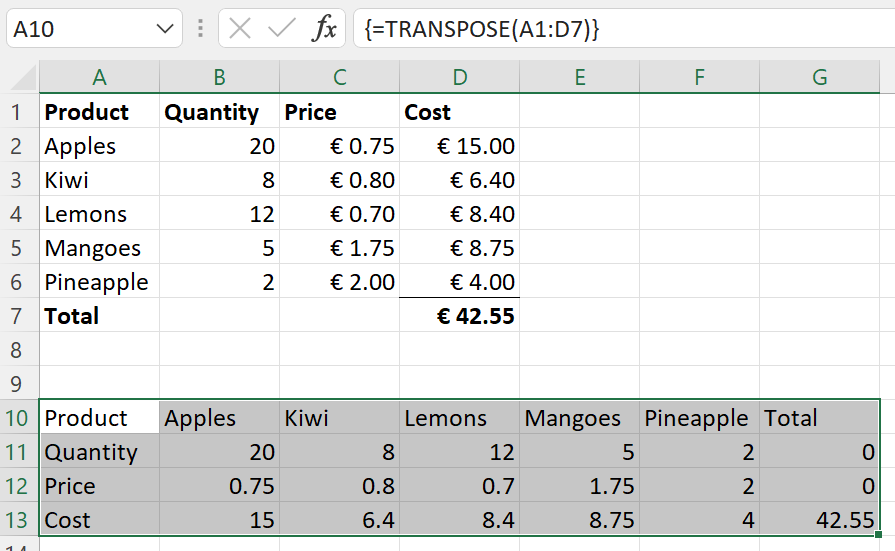 A10 fx {=TRANSPOSE(A1:D7)}
A B C D E F G
1 Product Quantity Price Cost
2 Apples 20 € 0.75 € 15.00
3 Kiwi 8 € 0.80 € 6.40
4 Lemons 12 € 0.70 € 8.40
5 Mangoes 5 € 1.75 € 8.75
6 Pineapple 2 € 2.00 € 4.00
7 Total € 42.55
8
9
10 Product Apples Kiwi Lemons Mangoes Pineapple Total
11 Quantity 20 8 12 5 2 0
12 Price 0.75 0.8 0.7 1.75 2 0
13 Cost 15 6.4 8.4 8.75 4 42.55
14